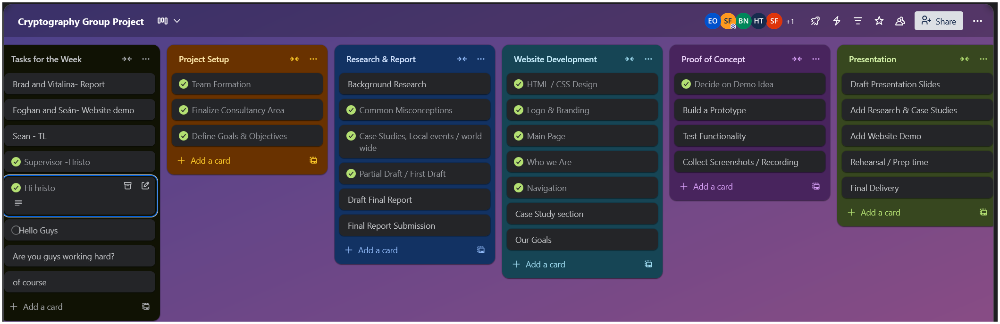 Cryptography Group Project
EO SF BN HT SF +1
Share
Tasks for the Week
Brad and Vitalina- Report
Eoghan and Seán- Website demo
Sean - TL
Supervisor -Hristo
Hi hristo
Hello Guys
Are you guys working hard?
of course
Add a card
Project Setup
Team Formation
Finalize Consultancy Area
Define Goals & Objectives
Add a card
Research & Report
Background Research
Common Misconceptions
Case Studies, Local events / world
wide
Partial Draft / First Draft
Draft Final Report
Final Report Submission
Add a card
Website Development
HTML / CSS Design
Logo & Branding
Main Page
Who we Are
Navigation
Case Study section
Our Goals
Add a card
Proof of Concept
Decide on Demo Idea
Build a Prototype
Test Functionality
Collect Screenshots / Recording
Add a card
Presentation
Draft Presentation Slides
Add Research & Case Studies
Add Website Demo
Rehearsal / Prep time
Final Delivery
Add a card